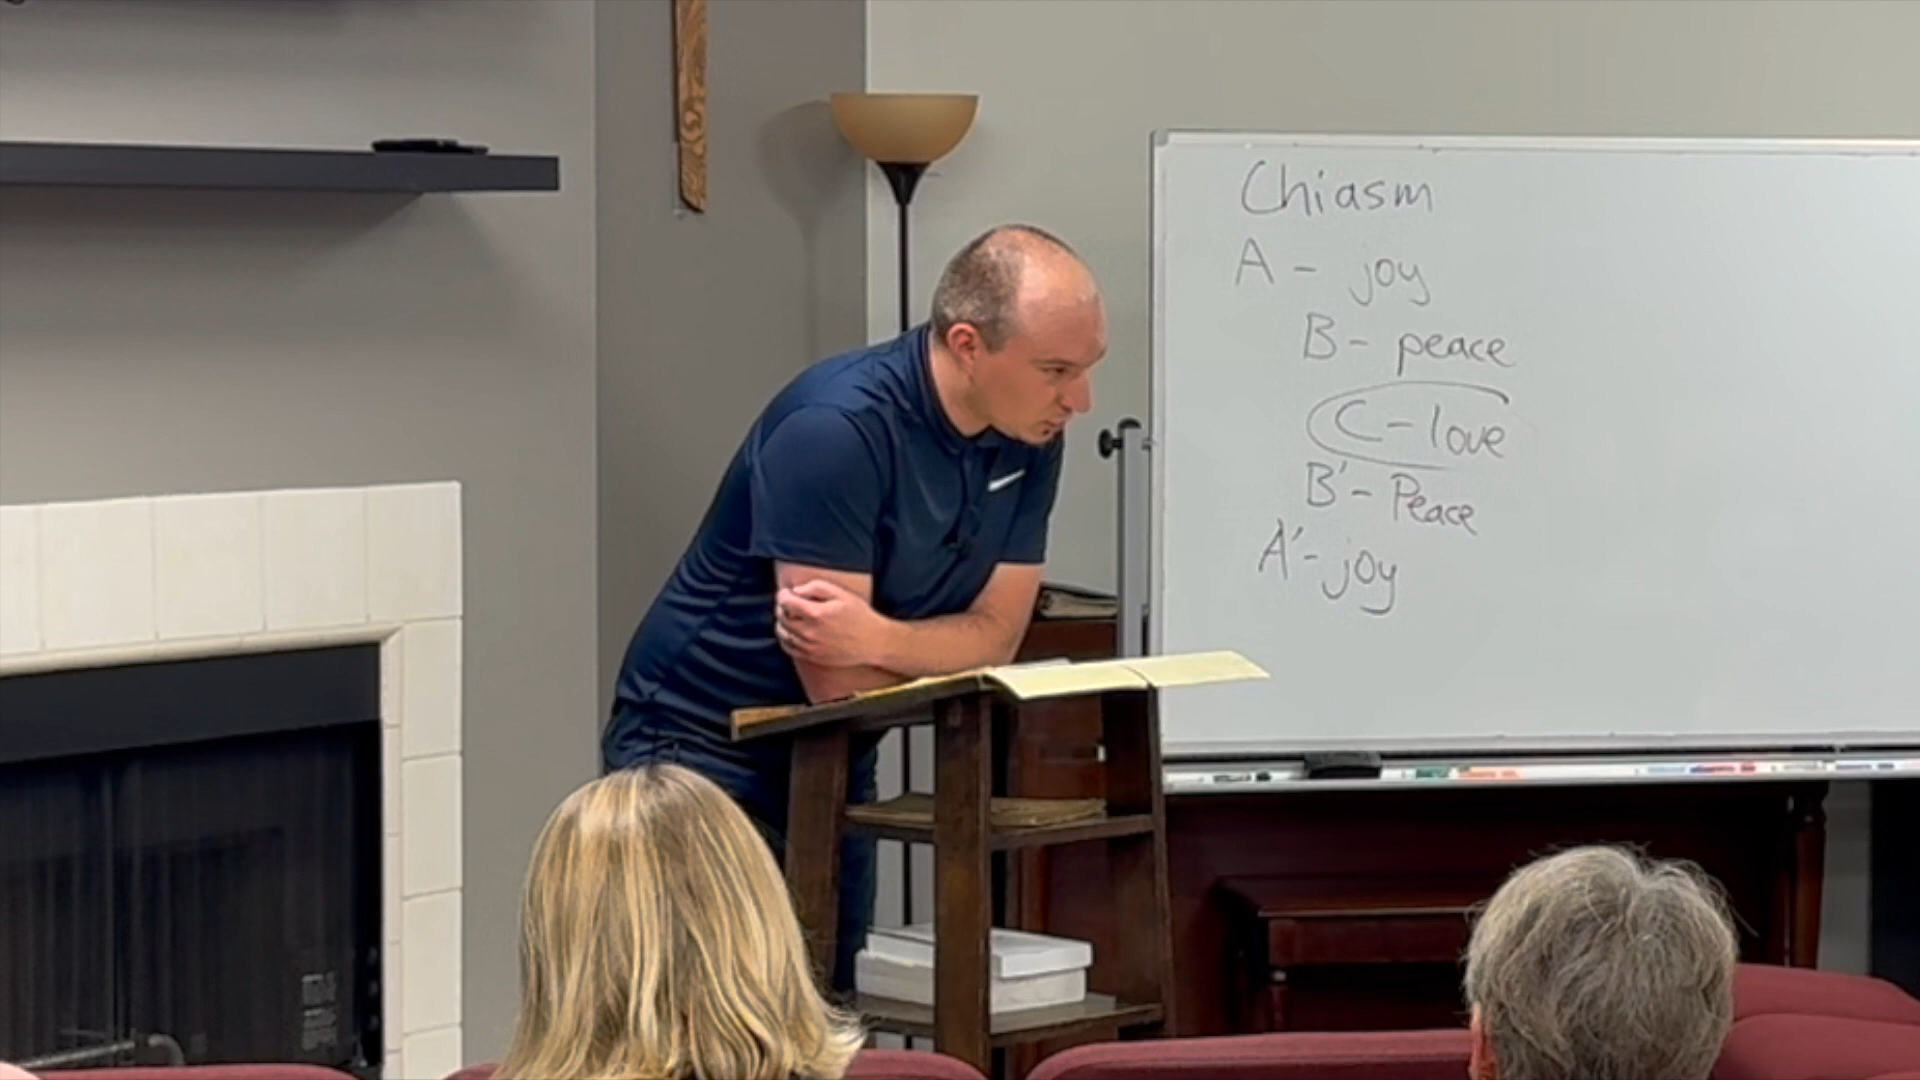 Chiasm
A - joy
B - peace
C - love
B' - Peace
A' - joy